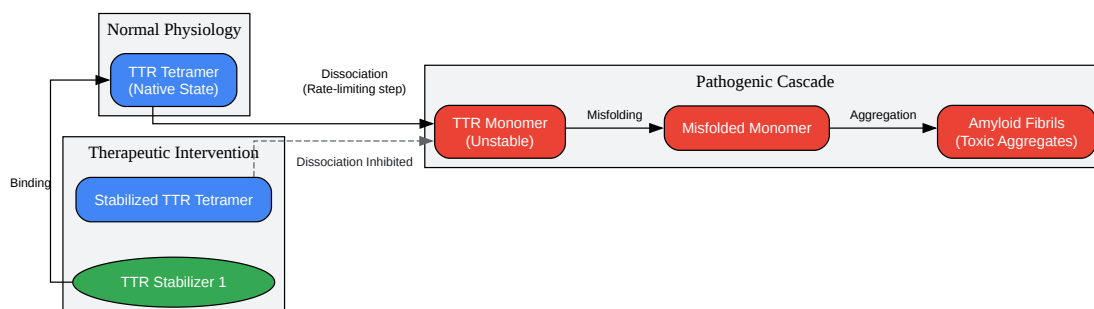 Normal Physiology
TTR Tetramer
(Native State)
Dissociation
(Rate-limiting step)
Pathogenic Cascade
TTR Monomer
(Unstable)
Misfolding
Misfolded Monomer
Aggregation
Amyloid Fibrils
(Toxic Aggregates)
Therapeutic Intervention
Dissociation Inhibited
Binding
Stabilized TTR Tetramer
TTR Stabilizer 1